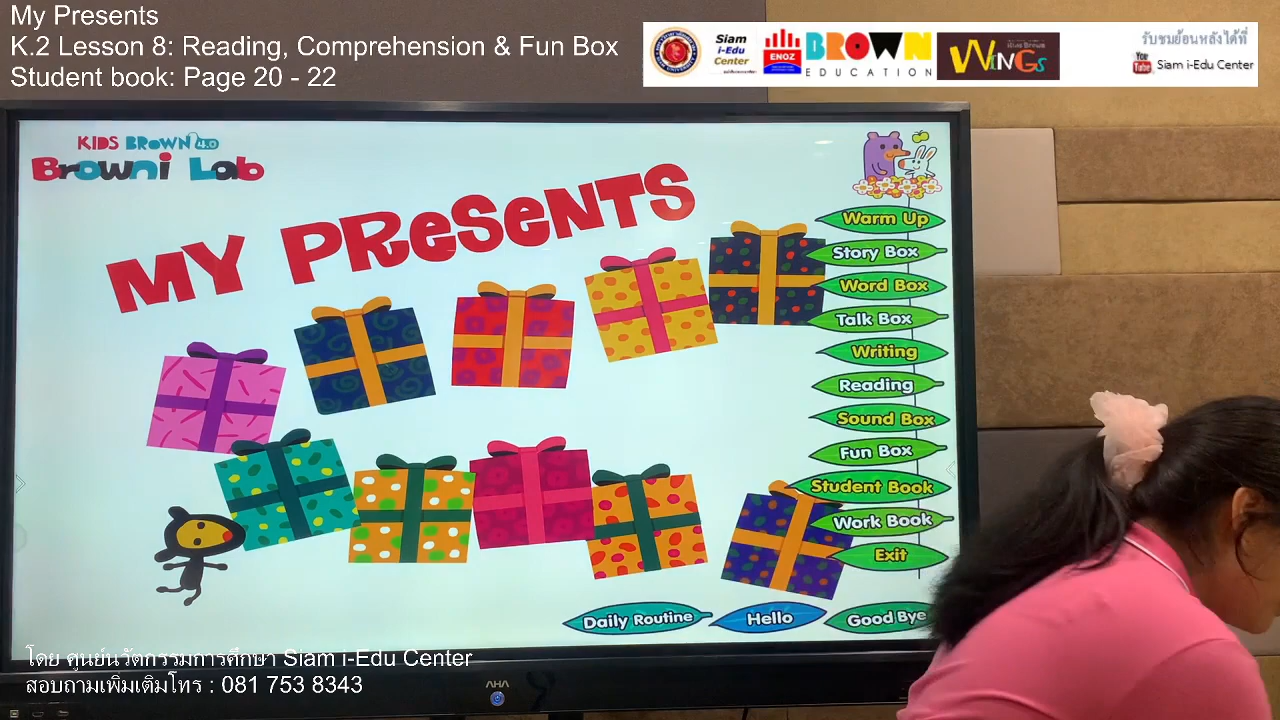 My Presents
K.2 Lesson 8: Reading, Comprehension & Fun Box
Student book: Page 20 - 22
Siam
i-Edu
Center
ENOZ
BROWN
EDUCATION
WiNGs
รับชมย้อนหลังได้ที่
You
Tube
Siam i-Edu Center
KIDS BROWN 4.0
Browni Lab
MY PReSeNTS
Warm Up
Story Box
Word Box
Talk Box
Writing
Reading
Sound Box
Fun Box
Student Book
Work Book
Exit
Daily Routine
Hello
Good Bye
โดย ศูนย์นวัตกรรมการศึกษา Siam i-Edu Center
สอบถามเพิ่มเติมโทร : 081 753 8343
AHA